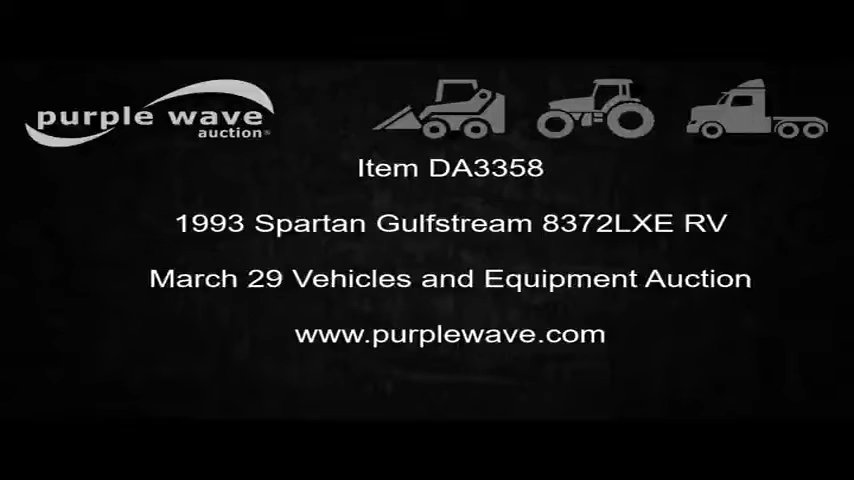 purple wave
auction®
Item DA3358
1993 Spartan Gulfstream 8372LXE RV
March 29 Vehicles and Equipment Auction
www.purplewave.com